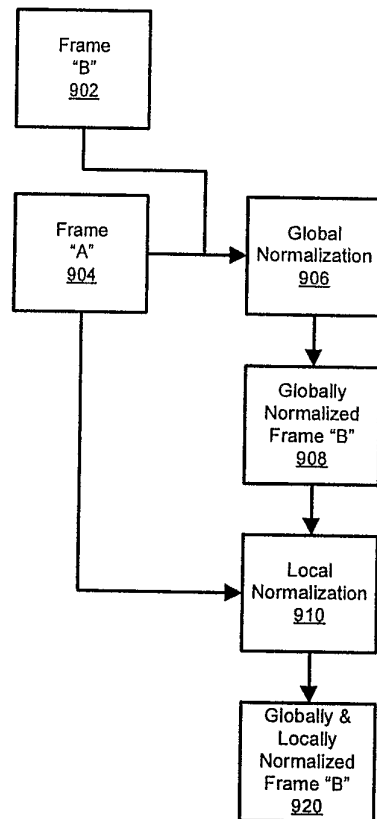 Frame
“B”
902
Frame
“A”
904
Global
Normalization
906
Globally
Normalized
Frame “B”
908
Local
Normalization
910
Globally &
Locally
Normalized
Frame “B”
920